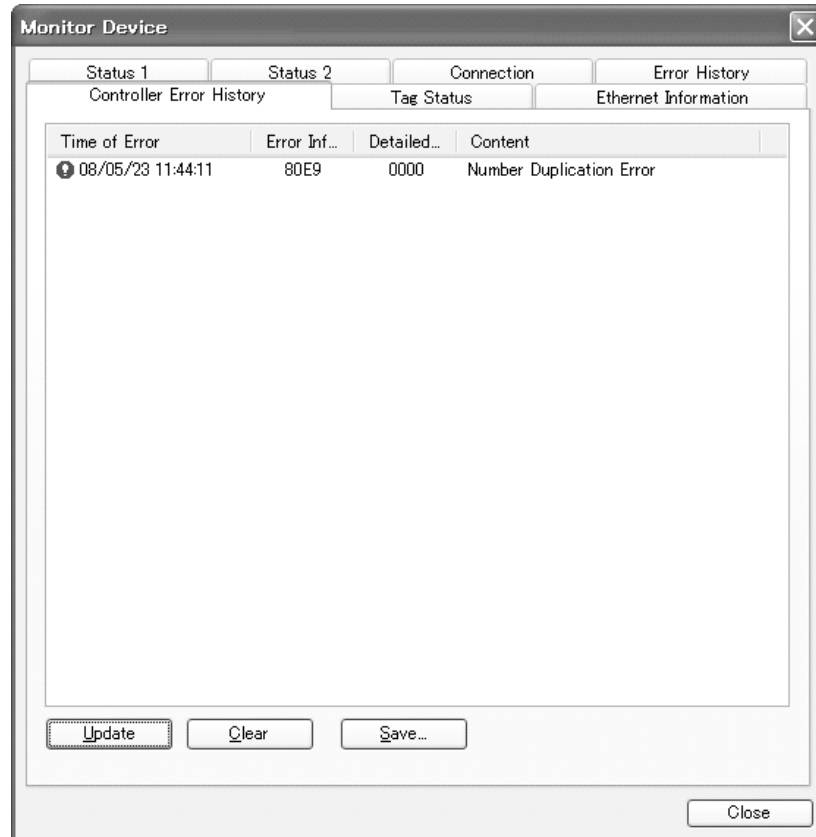 Monitor Device
Status 1 Status 2 Connection Error History
Controller Error History Tag Status Ethernet Information
Time of Error Error Inf... Detailed... Content
08/05/23 11:44:11 80E9 0000 Number Duplication Error
Update Clear Save...
Close